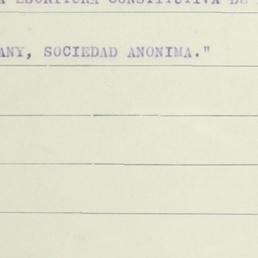 A ESCRITURA CONSTITUTIVA DE
ANY, SOCIEDAD ANONIMA."